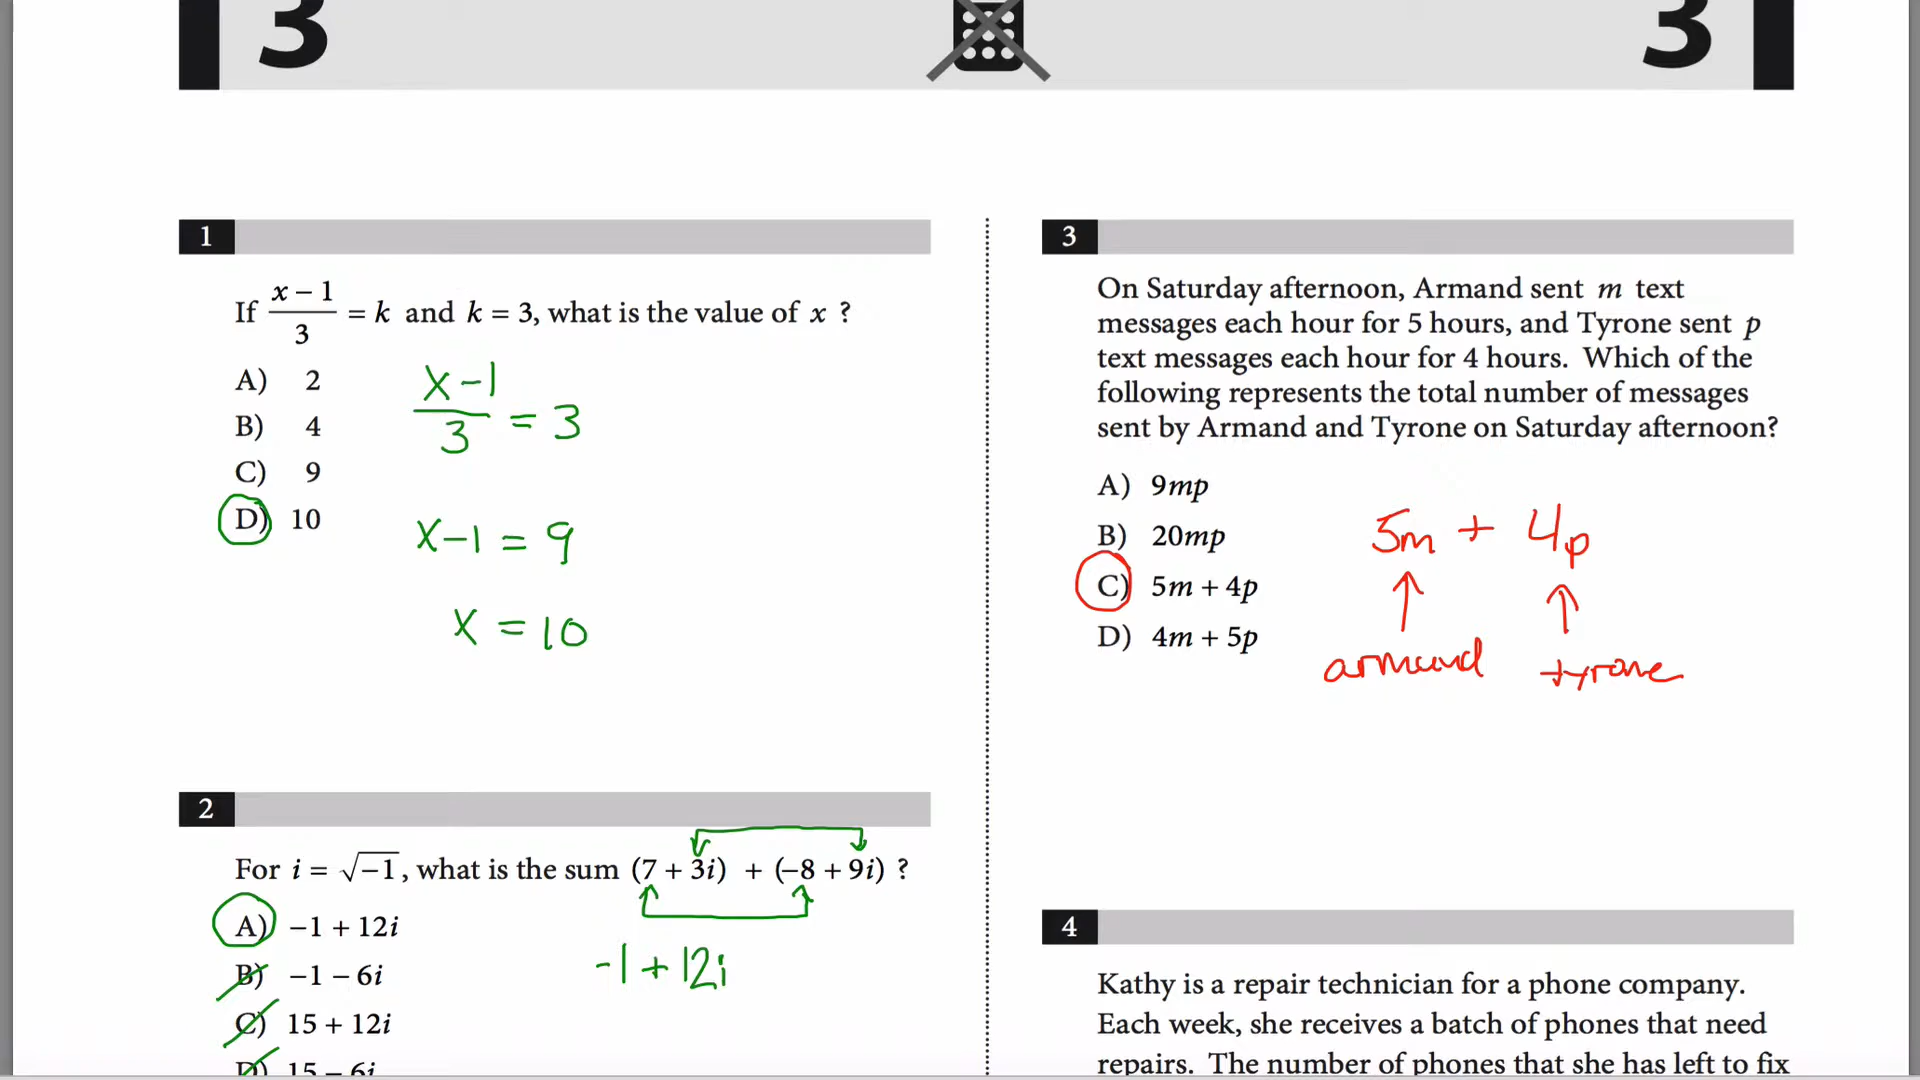 3 3
1
If x − 1 / 3 = k and k = 3, what is the value of x ?
A) 2
B) 4
C) 9
D) 10
x-1 / 3 = 3
x-1 = 9
x = 10
2
For i = √−1, what is the sum (7 + 3i) + (−8 + 9i) ?
A) −1 + 12i
B) −1 − 6i
C) 15 + 12i
D) 15 − 6i
-1 + 12i
3
On Saturday afternoon, Armand sent m text
messages each hour for 5 hours, and Tyrone sent p
text messages each hour for 4 hours. Which of the
following represents the total number of messages
sent by Armand and Tyrone on Saturday afternoon?
A) 9mp
B) 20mp
C) 5m + 4p
D) 4m + 5p
5m + 4p
armand tyrone
4
Kathy is a repair technician for a phone company.
Each week, she receives a batch of phones that need
repairs. The number of phones that she has left to fix